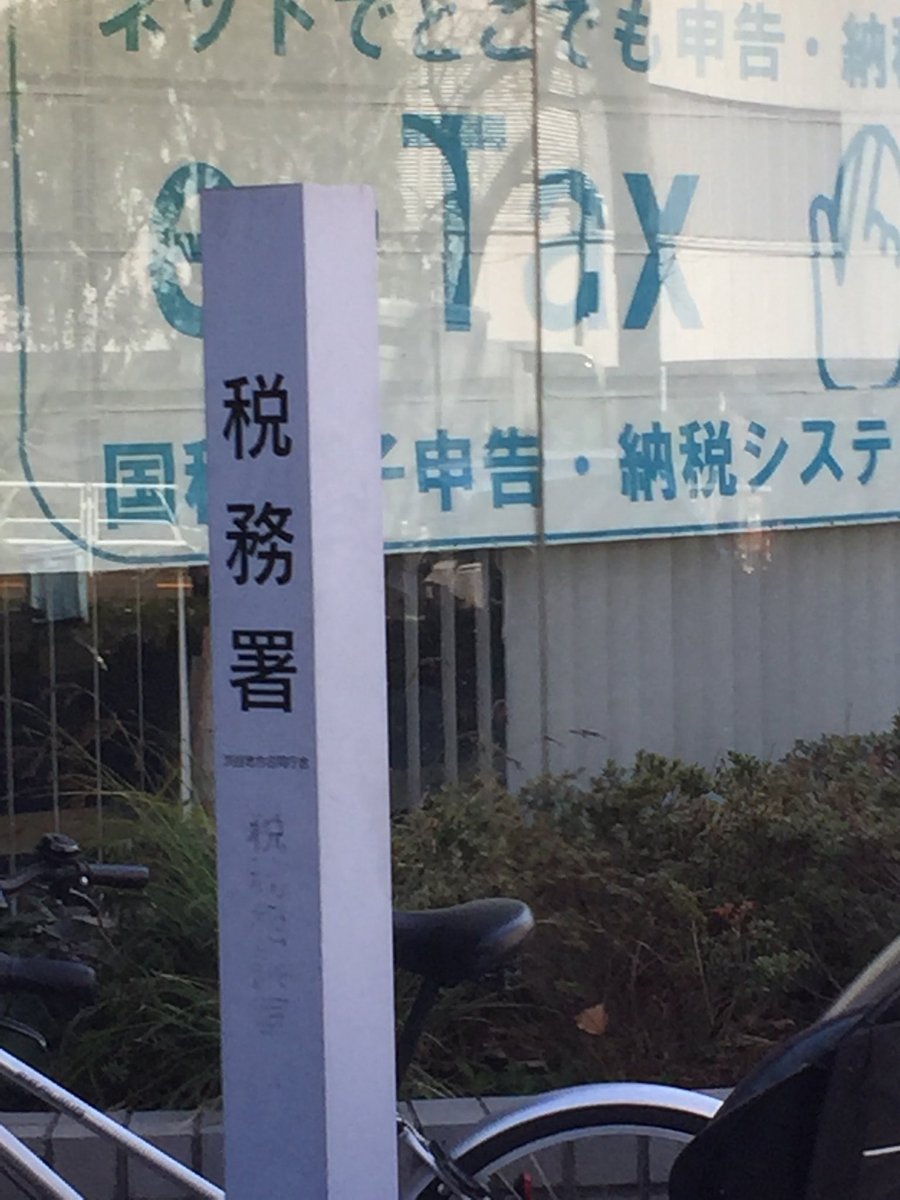 ネットでどこでも申告・納税
e-Tax
国税電子申告・納税システ
税務署